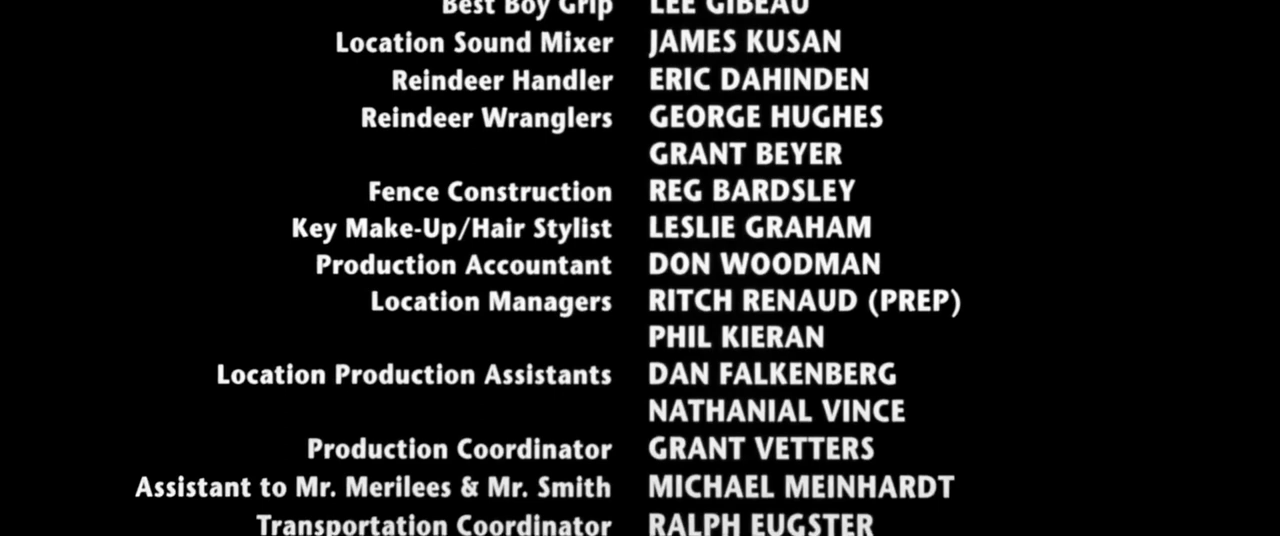 Best Boy Grip LEE GIBEAU
Location Sound Mixer JAMES KUSAN
Reindeer Handler ERIC DAHINDEN
Reindeer Wranglers GEORGE HUGHES
GRANT BEYER
Fence Construction REG BARDSLEY
Key Make-Up/Hair Stylist LESLIE GRAHAM
Production Accountant DON WOODMAN
Location Managers RITCH RENAUD (PREP)
PHIL KIERAN
Location Production Assistants DAN FALKENBERG
NATHANIAL VINCE
Production Coordinator GRANT VETTERS
Assistant to Mr. Merilees & Mr. Smith MICHAEL MEINHARDT
Transportation Coordinator RALPH EUGSTER